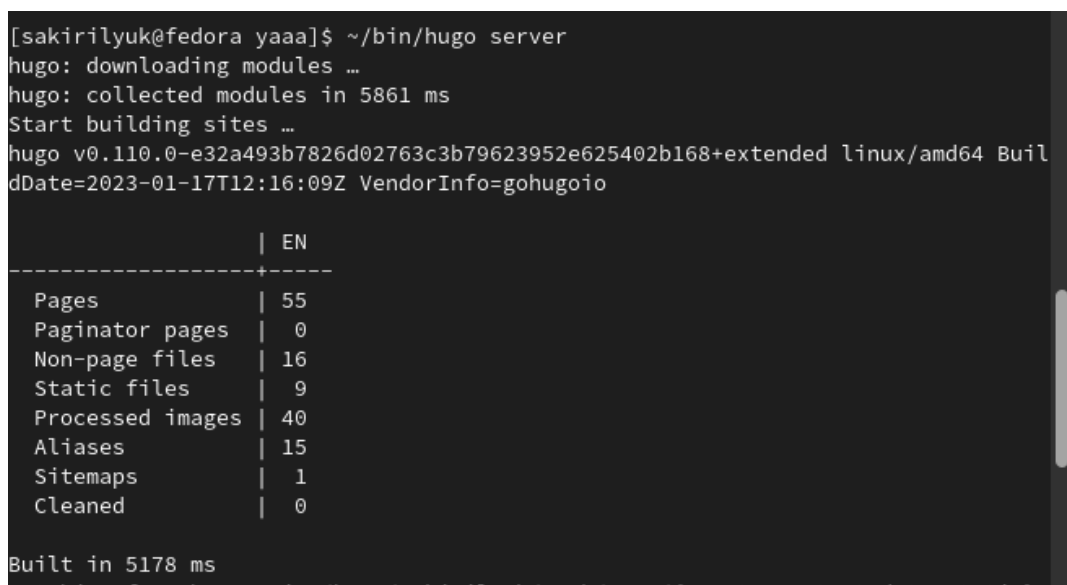 [sakirilyuk@fedora yaaa]$ ~/bin/hugo server
hugo: downloading modules …
hugo: collected modules in 5861 ms
Start building sites …
hugo v0.110.0-e32a493b7826d02763c3b79623952e625402b168+extended linux/amd64 Buil
dDate=2023-01-17T12:16:09Z VendorInfo=gohugoio
                   | EN
-------------------+-----
  Pages            | 55
  Paginator pages  |  0
  Non-page files   | 16
  Static files     |  9
  Processed images | 40
  Aliases          | 15
  Sitemaps         |  1
  Cleaned          |  0
Built in 5178 ms